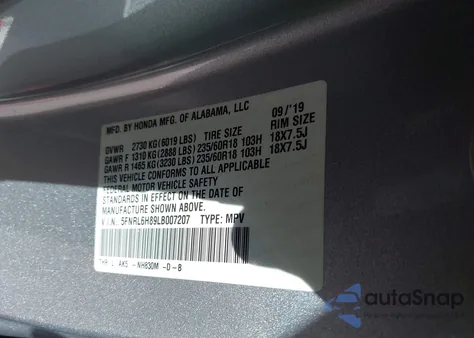 MFD. BY HONDA MFG. OF ALABAMA, LLC 09/'19
GVWR 2730 KG(6019 LBS) TIRE SIZE RIM SIZE
GAWR F 1310 KG(2888 LBS) 235/60R18 103H 18X7.5J
GAWR R 1465 KG(3230 LBS) 235/60R18 103H 18X7.5J
THIS VEHICLE CONFORMS TO ALL APPLICABLE
FEDERAL MOTOR VEHICLE SAFETY
STANDARDS IN EFFECT ON THE DATE OF
MANUFACTURE SHOWN ABOVE.
V.I.N.: 5FNRL6H89LB007207 TYPE: MPV
THR L AK5 -NH830M -0-B
autoSnap